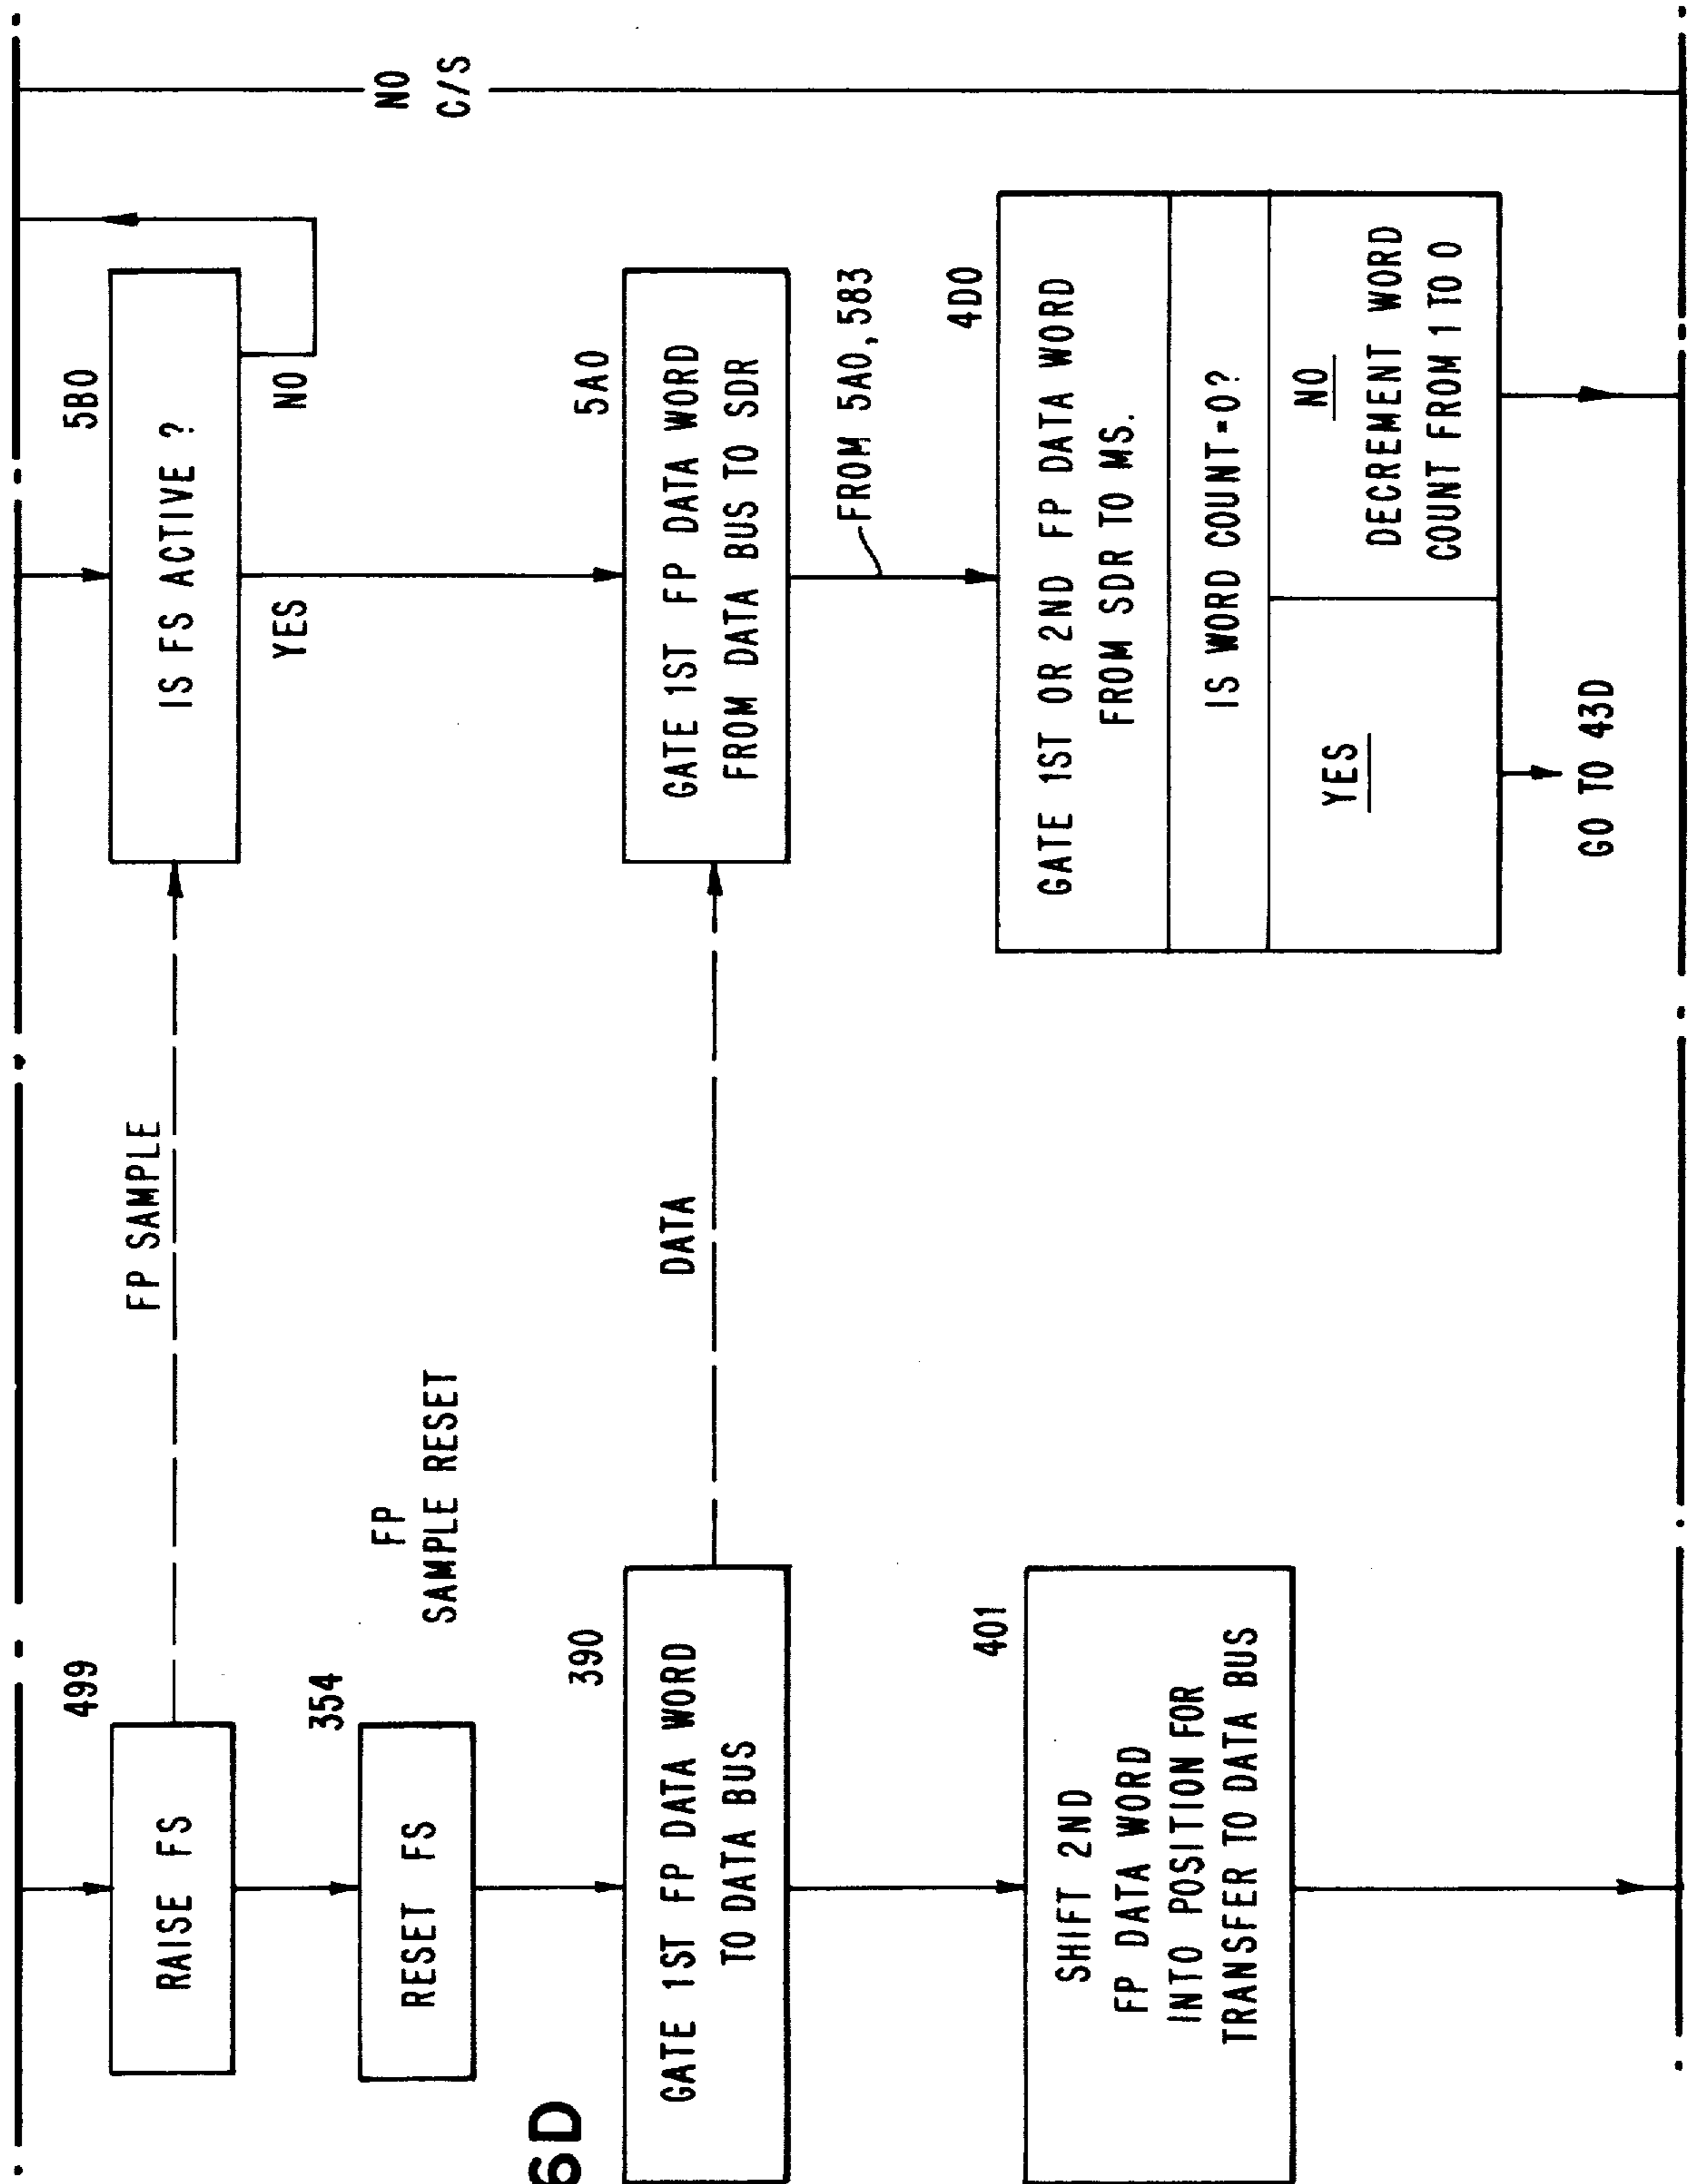 499
RAISE FS
FP SAMPLE
5B0
IS FS ACTIVE ?
NO
YES
NO
C/S
354
RESET FS
FP
SAMPLE RESET
6D
390
GATE 1ST FP DATA WORD
TO DATA BUS
DATA
5A0
GATE 1ST FP DATA WORD
FROM DATA BUS TO SDR
FROM 5A0,583
401
SHIFT 2ND
FP DATA WORD
INTO POSITION FOR
TRANSFER TO DATA BUS
4D0
GATE 1ST OR 2ND FP DATA WORD
FROM SDR TO MS.
IS WORD COUNT=0?
YES
NO
DECREMENT WORD
COUNT FROM 1 TO 0
GO TO 43D